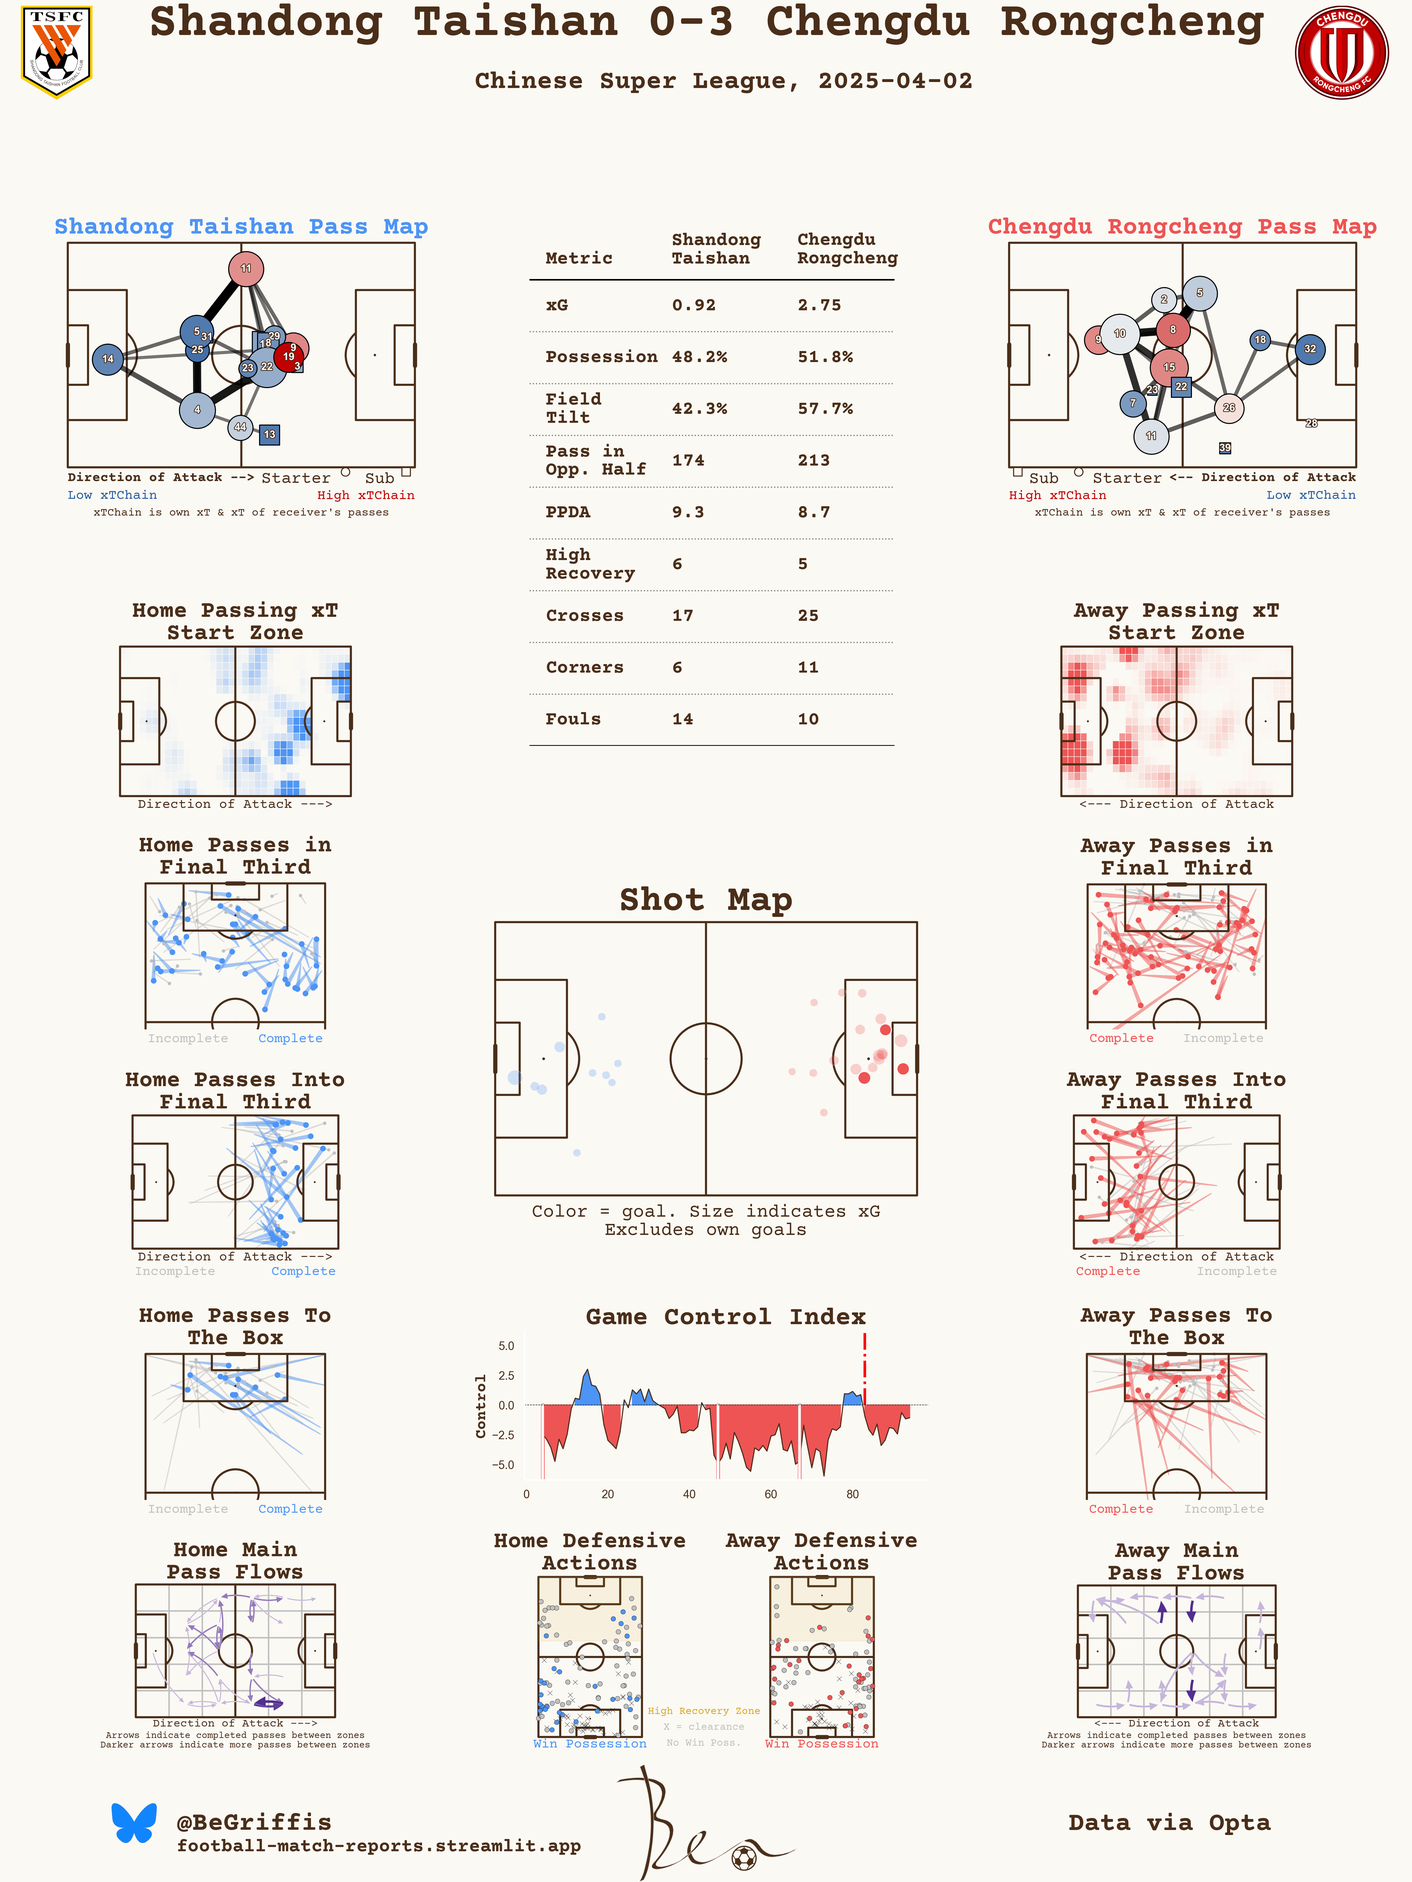 TSFC
Shandong Taishan 0-3 Chengdu Rongcheng
CHENGDU
RONGCHENG FC
Chinese Super League, 2025-04-02
Shandong Taishan Pass Map
11
5
31
25
14
29
18
9
19
3
22
23
4
44
13
Direction of Attack --> Starter Sub
Low xTChain High xTChain
xTChain is own xT & xT of receiver's passes
Metric Shandong Taishan Chengdu Rongcheng
xG 0.92 2.75
Possession 48.2% 51.8%
Field Tilt 42.3% 57.7%
Pass in Opp. Half 174 213
PPDA 9.3 8.7
High Recovery 6 5
Crosses 17 25
Corners 6 11
Fouls 14 10
Chengdu Rongcheng Pass Map
2
5
9
10
8
18
32
15
22
23
7
26
11
28
39
Sub Starter <-- Direction of Attack
High xTChain Low xTChain
xTChain is own xT & xT of receiver's passes
Home Passing xT
Start Zone
Direction of Attack --->
Away Passing xT
Start Zone
<--- Direction of Attack
Home Passes in
Final Third
Incomplete Complete
Away Passes in
Final Third
Complete Incomplete
Shot Map
Color = goal. Size indicates xG
Excludes own goals
Home Passes Into
Final Third
Direction of Attack --->
Incomplete Complete
Away Passes Into
Final Third
<--- Direction of Attack
Complete Incomplete
Home Passes To
The Box
Incomplete Complete
Game Control Index
Control
5.0
2.5
0.0
−2.5
−5.0
0 20 40 60 80
Away Passes To
The Box
Complete Incomplete
Home Main
Pass Flows
Direction of Attack --->
Arrows indicate completed passes between zones
Darker arrows indicate more passes between zones
Home Defensive
Actions
Win Possession
Away Defensive
Actions
Win Possession
High Recovery Zone
X = clearance
No Win Poss.
Away Main
Pass Flows
<--- Direction of Attack
Arrows indicate completed passes between zones
Darker arrows indicate more passes between zones
@BeGriffis
football-match-reports.streamlit.app
Ben
Data via Opta